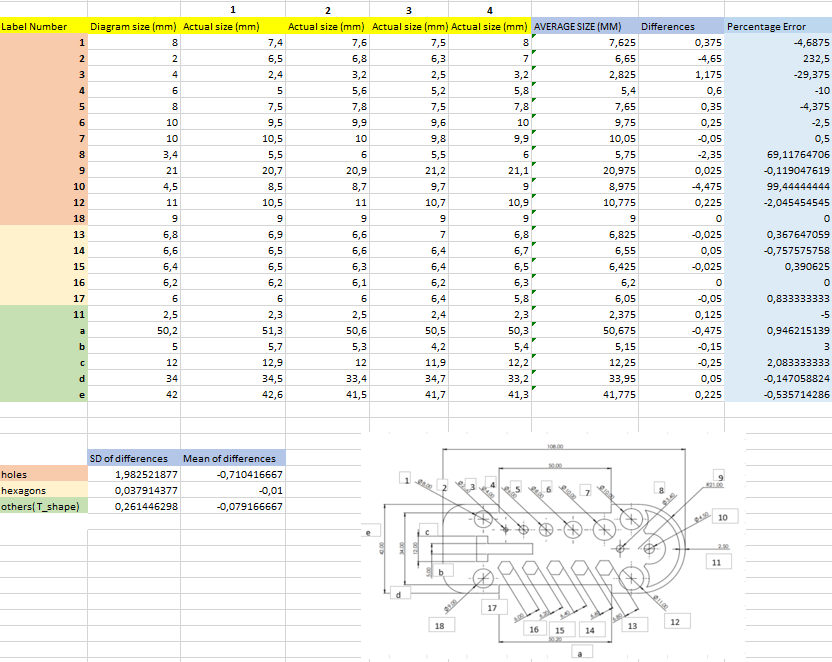 1 2 3 4
Label Number Diagram size (mm) Actual size (mm) Actual size (mm) Actual size (mm) Actual size (mm) AVERAGE SIZE (MM) Differences Percentage Error
1 8 7,4 7,6 7,5 8 7,625 0,375 -4,6875
2 2 6,5 6,8 6,3 7 6,65 -4,65 232,5
3 4 2,4 3,2 2,5 3,2 2,825 1,175 -29,375
4 6 5 5,6 5,2 5,8 5,4 0,6 -10
5 8 7,5 7,8 7,5 7,8 7,65 0,35 -4,375
6 10 9,5 9,9 9,6 10 9,75 0,25 -2,5
7 10 10,5 10 9,8 9,9 10,05 -0,05 0,5
8 3,4 5,5 6 5,5 6 5,75 -2,35 69,11764706
9 21 20,7 20,9 21,2 21,1 20,975 0,025 -0,119047619
10 4,5 8,5 8,7 9,7 9 8,975 -4,475 99,44444444
12 11 10,5 11 10,7 10,9 10,775 0,225 -2,045454545
18 9 9 9 9 9 9 0 0
13 6,8 6,9 6,6 7 6,8 6,825 -0,025 0,367647059
14 6,6 6,5 6,6 6,4 6,7 6,55 0,05 -0,757575758
15 6,4 6,5 6,3 6,4 6,5 6,425 -0,025 0,390625
16 6,2 6,2 6,1 6,2 6,3 6,2 0 0
17 6 6 6 6,4 5,8 6,05 -0,05 0,833333333
11 2,5 2,3 2,5 2,4 2,3 2,375 0,125 -5
a 50,2 51,3 50,6 50,5 50,3 50,675 -0,475 0,946215139
b 5 5,7 5,3 4,2 5,4 5,15 -0,15 3
c 12 12,9 12 11,9 12,2 12,25 -0,25 2,083333333
d 34 34,5 33,4 34,7 33,2 33,95 0,05 -0,147058824
e 42 42,6 41,5 41,7 41,3 41,775 0,225 -0,535714286
SD of differences Mean of differences
holes 1,982521877 -0,710416667
hexagons 0,037914377 -0,01
others(T_shape) 0,261446298 -0,079166667
108.00
50.00
1 2 3 4 5 6 7 8 9
R21.00
10
e c
42.00 34.00 12.00
2.50
11
5.00 b
d
17
18 16 15 14 13 12
50.20
a